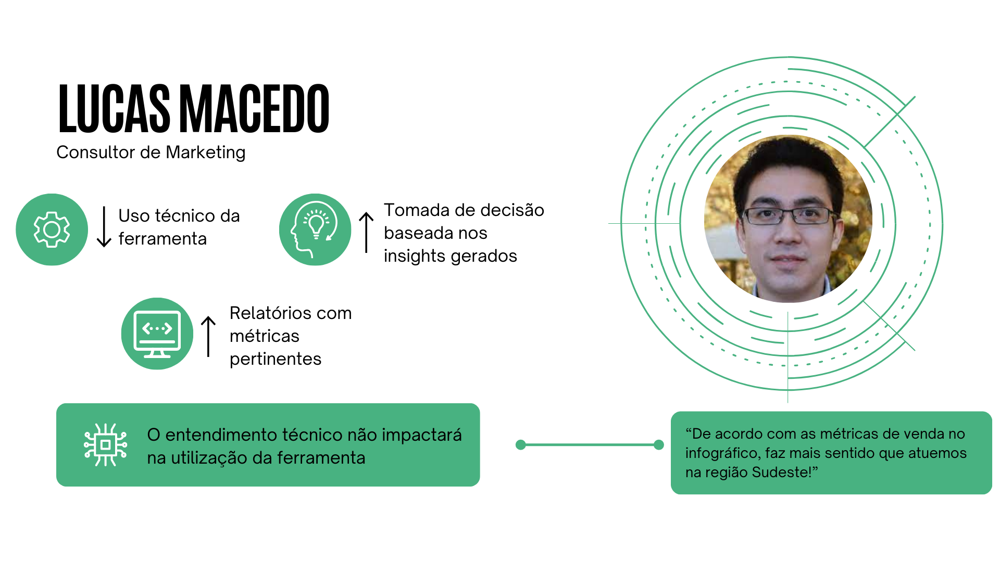 LUCAS MACEDO
Consultor de Marketing
Uso técnico da
ferramenta
Tomada de decisão
baseada nos
insights gerados
Relatórios com
métricas
pertinentes
O entendimento técnico não impactará
na utilização da ferramenta
“De acordo com as métricas de venda no
infográfico, faz mais sentido que atuemos
na região Sudeste!”